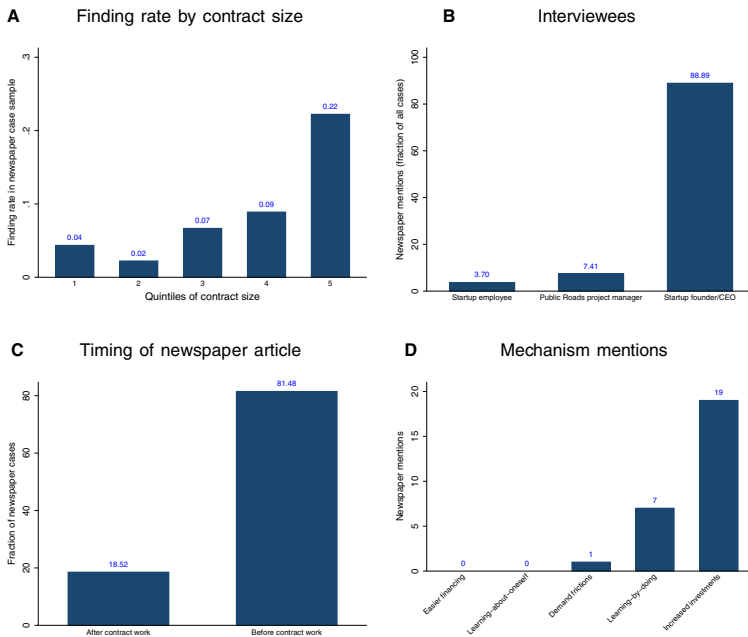 A Finding rate by contract size
Finding rate in newspaper case sample
.3
.2
.1
0
0.04
0.02
0.07
0.09
0.22
1 2 3 4 5
Quintiles of contract size
B Interviewees
Newspaper mentions (fraction of all cases)
100
80
60
40
20
0
3.70
7.41
88.89
Startup employee Public Roads project manager Startup founder/CEO
C Timing of newspaper article
Fraction of newspaper cases
80
60
40
20
0
18.52
81.48
After contract work Before contract work
D Mechanism mentions
Newspaper mentions
20
15
10
5
0
0
0
1
7
19
Easier financing
Learning-about-oneself
Demand frictions
Learning-by-doing
Increased investments